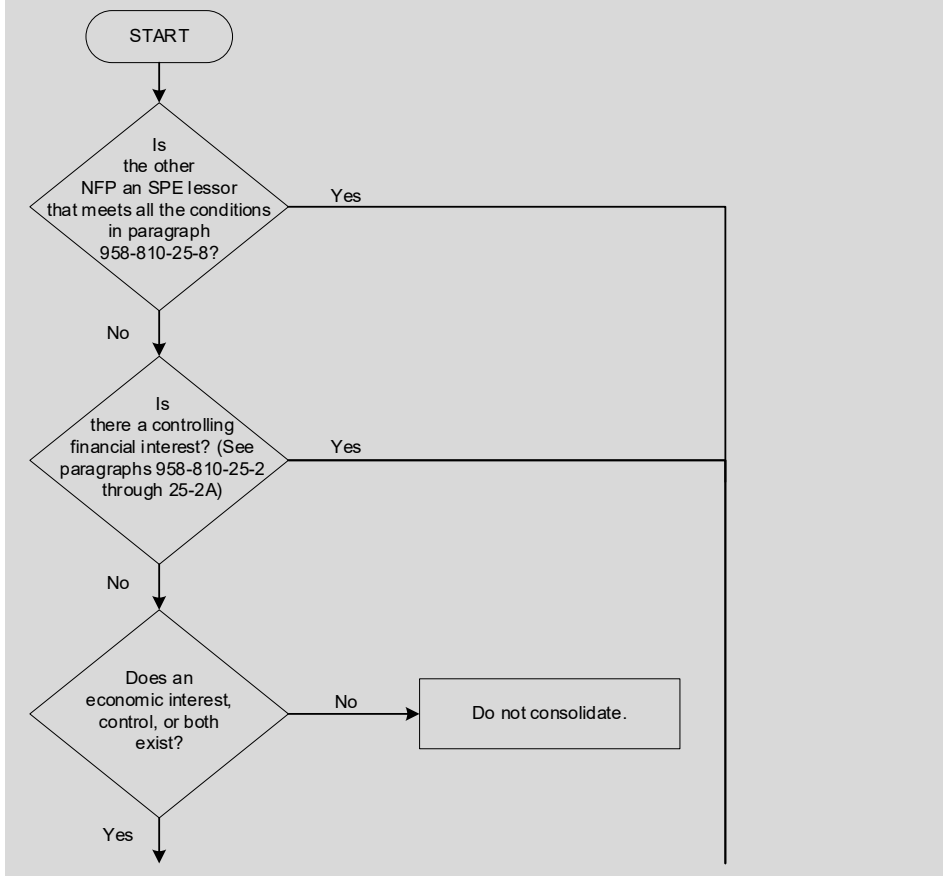 START
Is
the other
NFP an SPE lessor
that meets all the conditions
in paragraph
958-810-25-8?
Yes
No
Is
there a controlling
financial interest? (See
paragraphs 958-810-25-2
through 25-2A)
Yes
No
Does an
economic interest,
control, or both
exist?
No
Do not consolidate.
Yes